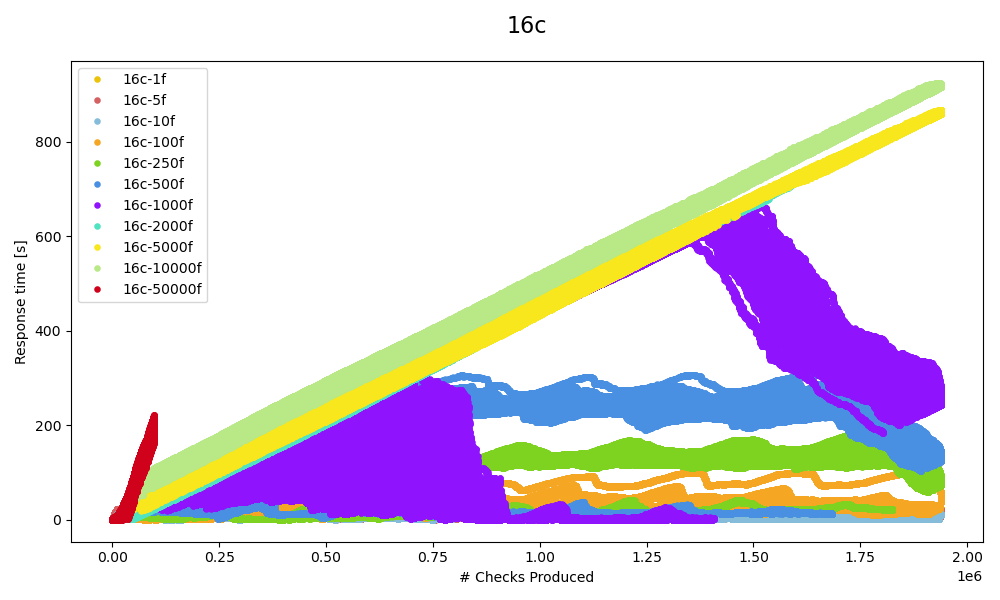 16c
Response time [s]
800
600
400
200
0
16c-1f
16c-5f
16c-10f
16c-100f
16c-250f
16c-500f
16c-1000f
16c-2000f
16c-5000f
16c-10000f
16c-50000f
0.00 0.25 0.50 0.75 1.00 1.25 1.50 1.75 2.00
1e6
# Checks Produced